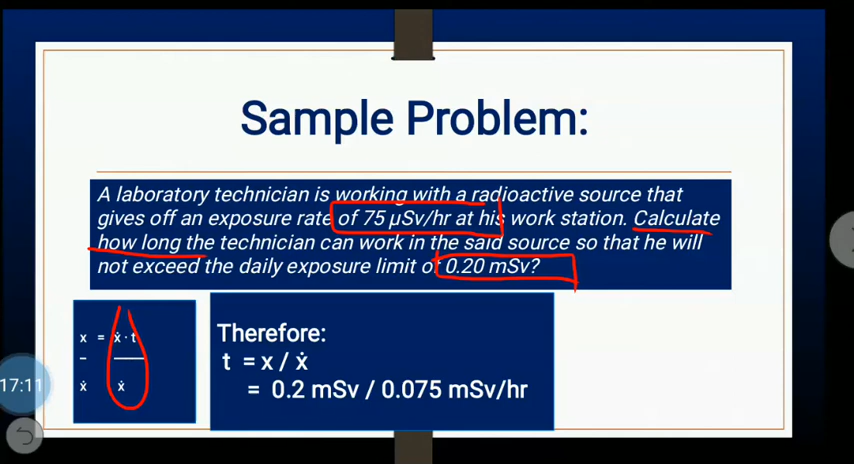 Sample Problem:
A laboratory technician is working with a radioactive source that
gives off an exposure rate of 75 µSv/hr at his work station. Calculate
how long the technician can work in the said source so that he will
not exceed the daily exposure limit of 0.20 mSv?
x = ẋ · t
ẋ ẋ
Therefore:
t = x / ẋ
= 0.2 mSv / 0.075 mSv/hr
17:11